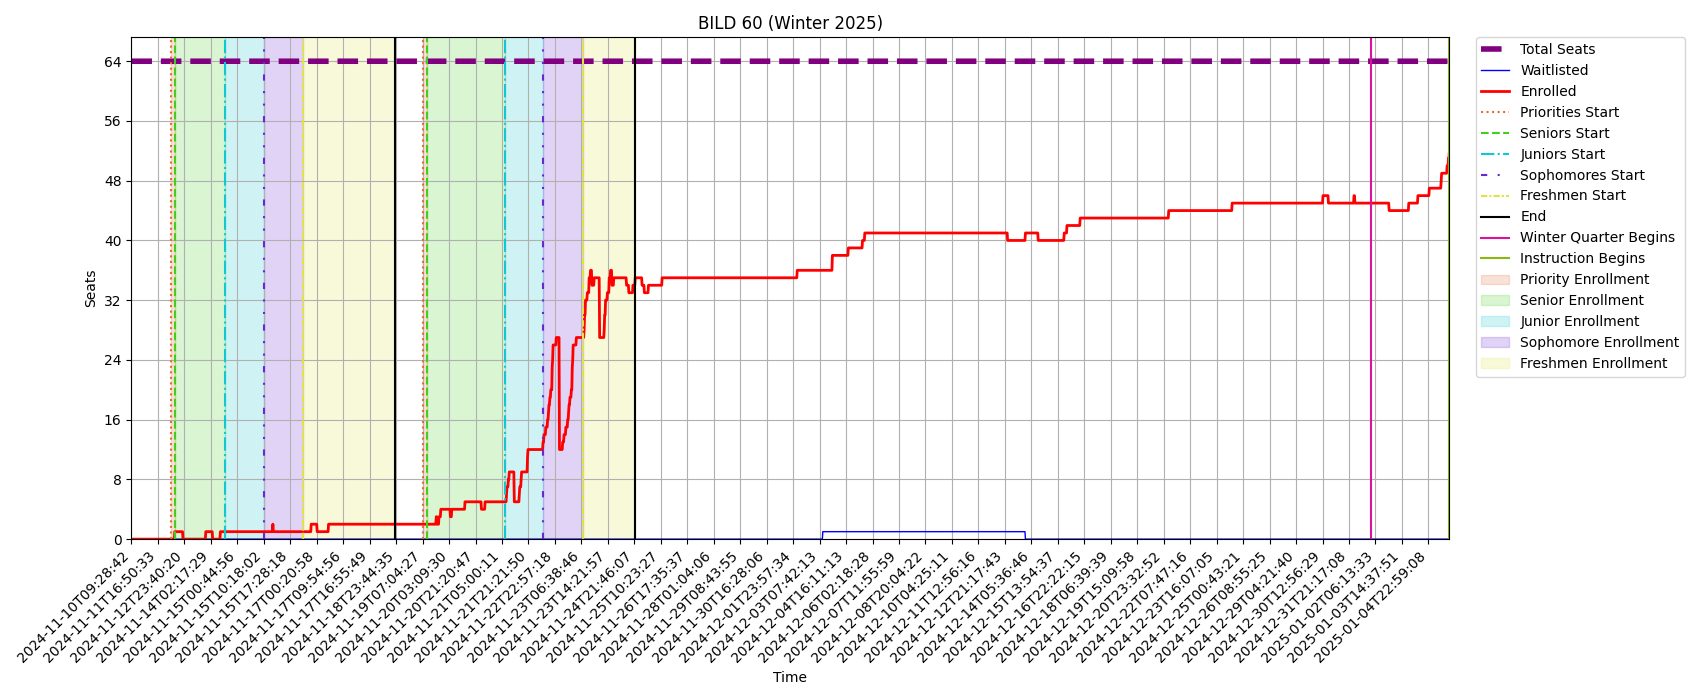 BILD 60 (Winter 2025)
Seats
64
56
48
40
32
24
16
8
0
2024-11-10T09:28:42
2024-11-11T16:50:33
2024-11-12T23:40:20
2024-11-14T02:17:29
2024-11-15T00:44:56
2024-11-15T10:18:02
2024-11-15T17:28:18
2024-11-17T00:20:58
2024-11-17T09:54:56
2024-11-17T16:55:49
2024-11-18T23:44:35
2024-11-19T07:04:27
2024-11-20T03:09:30
2024-11-20T21:20:47
2024-11-21T05:00:11
2024-11-21T21:21:50
2024-11-22T22:57:18
2024-11-23T06:38:46
2024-11-23T14:21:57
2024-11-24T21:46:07
2024-11-25T10:23:27
2024-11-26T17:35:37
2024-11-28T01:04:06
2024-11-29T08:43:55
2024-11-30T16:28:06
2024-12-01T23:57:34
2024-12-03T07:42:13
2024-12-04T16:11:13
2024-12-06T02:18:28
2024-12-07T11:55:59
2024-12-08T20:04:22
2024-12-10T04:25:11
2024-12-11T12:56:16
2024-12-12T21:17:43
2024-12-14T05:36:46
2024-12-15T13:54:37
2024-12-16T22:22:15
2024-12-18T06:39:39
2024-12-19T15:09:58
2024-12-20T23:32:52
2024-12-22T07:47:16
2024-12-23T16:07:05
2024-12-25T00:43:21
2024-12-26T08:55:25
2024-12-29T04:21:40
2024-12-30T12:56:29
2024-12-31T21:17:08
2025-01-02T06:13:33
2025-01-03T14:37:51
2025-01-04T22:59:08
Time
Total Seats
Waitlisted
Enrolled
Priorities Start
Seniors Start
Juniors Start
Sophomores Start
Freshmen Start
End
Winter Quarter Begins
Instruction Begins
Priority Enrollment
Senior Enrollment
Junior Enrollment
Sophomore Enrollment
Freshmen Enrollment